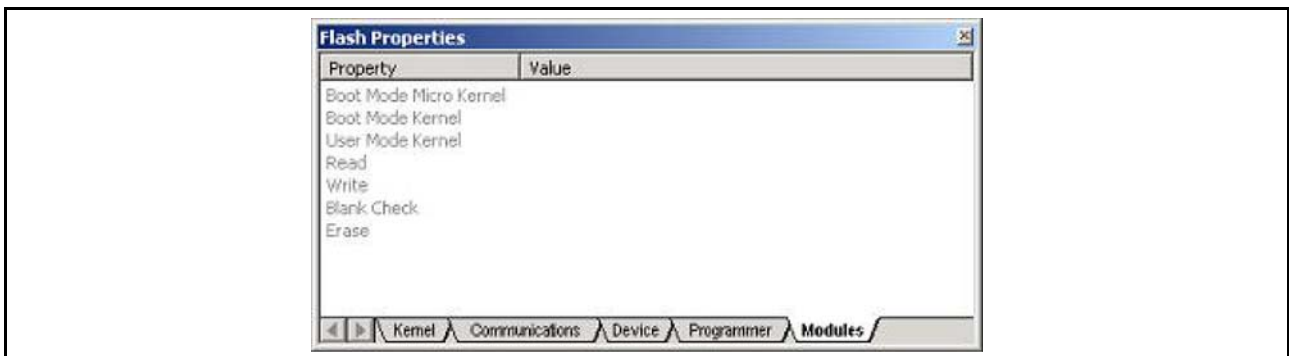 Flash Properties
Property Value
Boot Mode Micro Kernel
Boot Mode Kernel
User Mode Kernel
Read
Write
Blank Check
Erase
Kernel Communications Device Programmer Modules